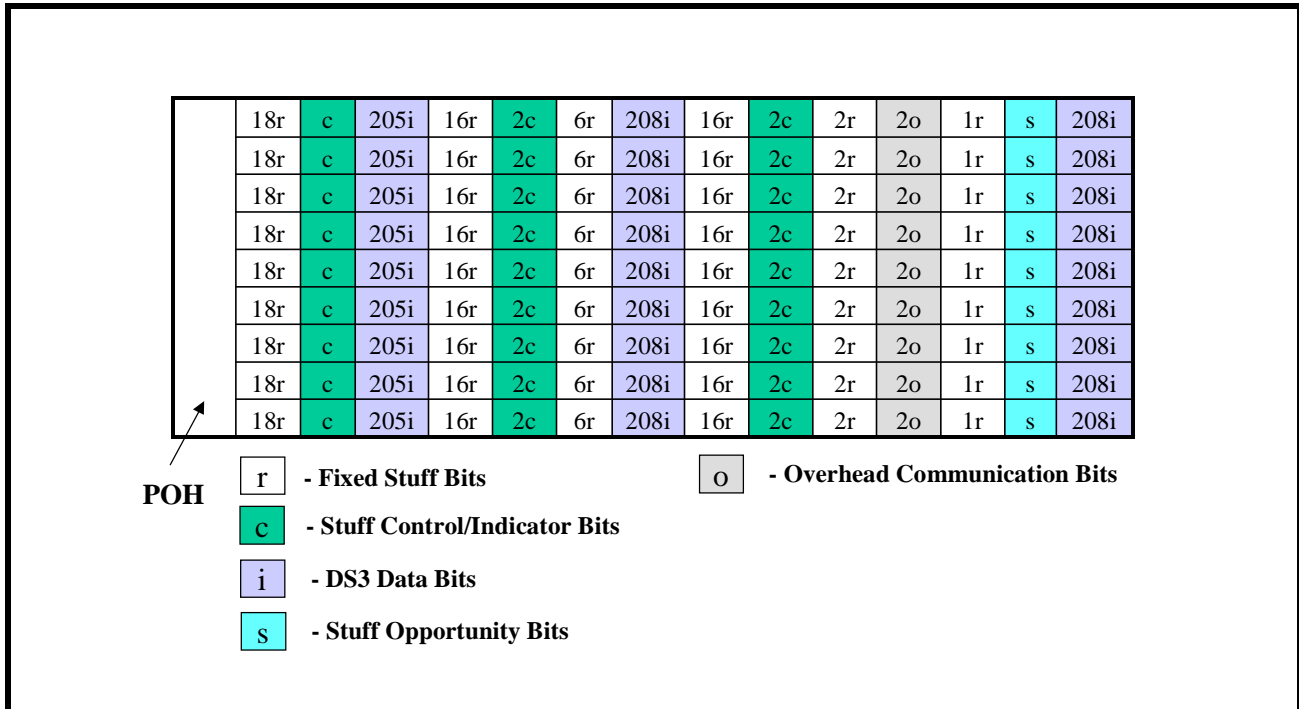 18r c 205i 16r 2c 6r 208i 16r 2c 2r 2o 1r s 208i
18r c 205i 16r 2c 6r 208i 16r 2c 2r 2o 1r s 208i
18r c 205i 16r 2c 6r 208i 16r 2c 2r 2o 1r s 208i
18r c 205i 16r 2c 6r 208i 16r 2c 2r 2o 1r s 208i
18r c 205i 16r 2c 6r 208i 16r 2c 2r 2o 1r s 208i
18r c 205i 16r 2c 6r 208i 16r 2c 2r 2o 1r s 208i
18r c 205i 16r 2c 6r 208i 16r 2c 2r 2o 1r s 208i
18r c 205i 16r 2c 6r 208i 16r 2c 2r 2o 1r s 208i
18r c 205i 16r 2c 6r 208i 16r 2c 2r 2o 1r s 208i
POH
r - Fixed Stuff Bits
o - Overhead Communication Bits
c - Stuff Control/Indicator Bits
i - DS3 Data Bits
s - Stuff Opportunity Bits